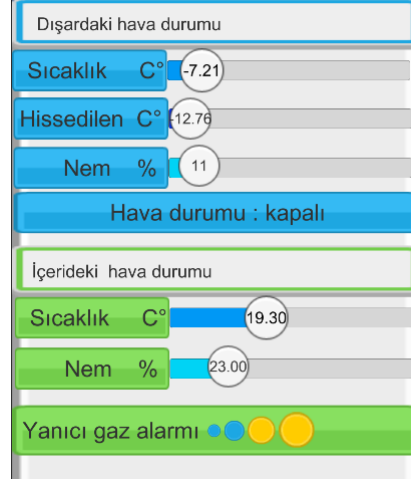 Dışardaki hava durumu
Sıcaklık C° -7.21
Hissedilen C° -12.76
Nem % 11
Hava durumu : kapalı
İçerideki hava durumu
Sıcaklık C° 19.30
Nem % 23.00
Yanıcı gaz alarmı